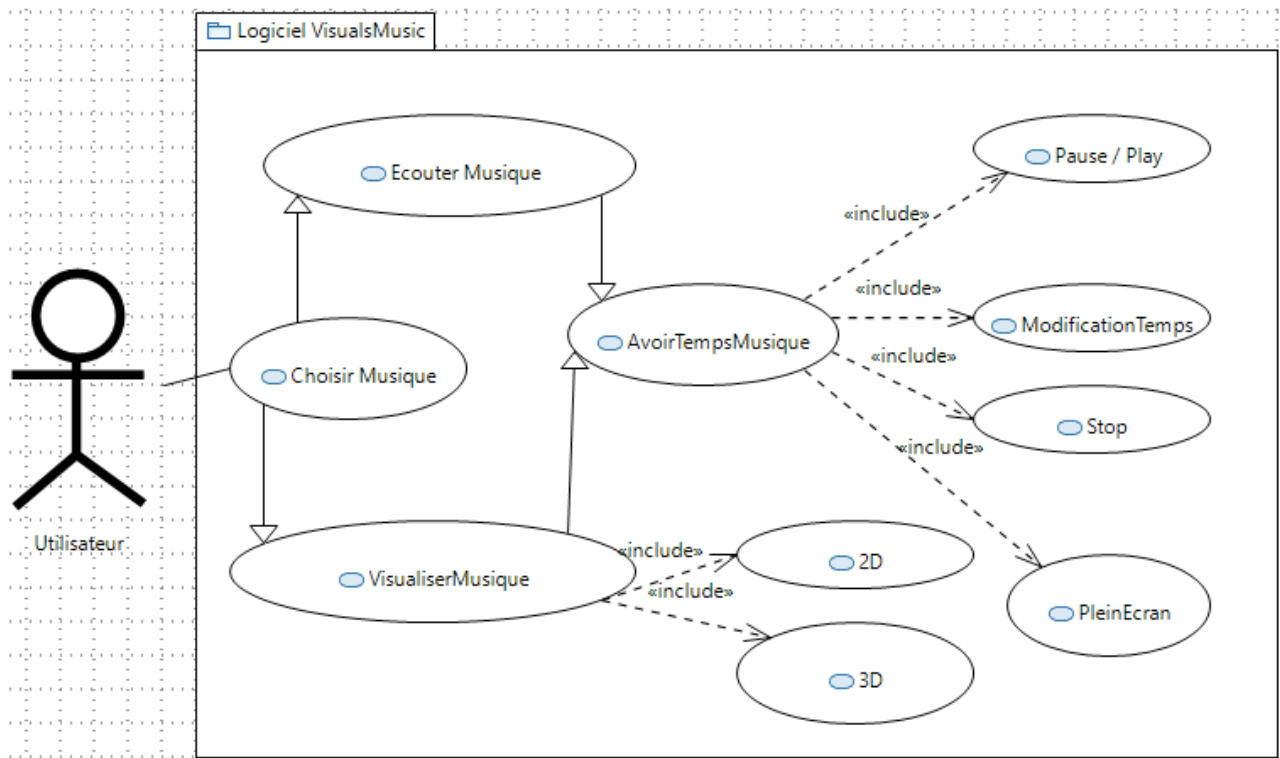 Logiciel VisualsMusic
Ecouter Musique
Pause / Play
«include»
«include»
ModificationTemps
AvoirTempsMusique
«include»
Choisir Musique
Stop
«include»
Utilisateur
«include»
2D
VisualiserMusique
«include»
PleinEcran
3D